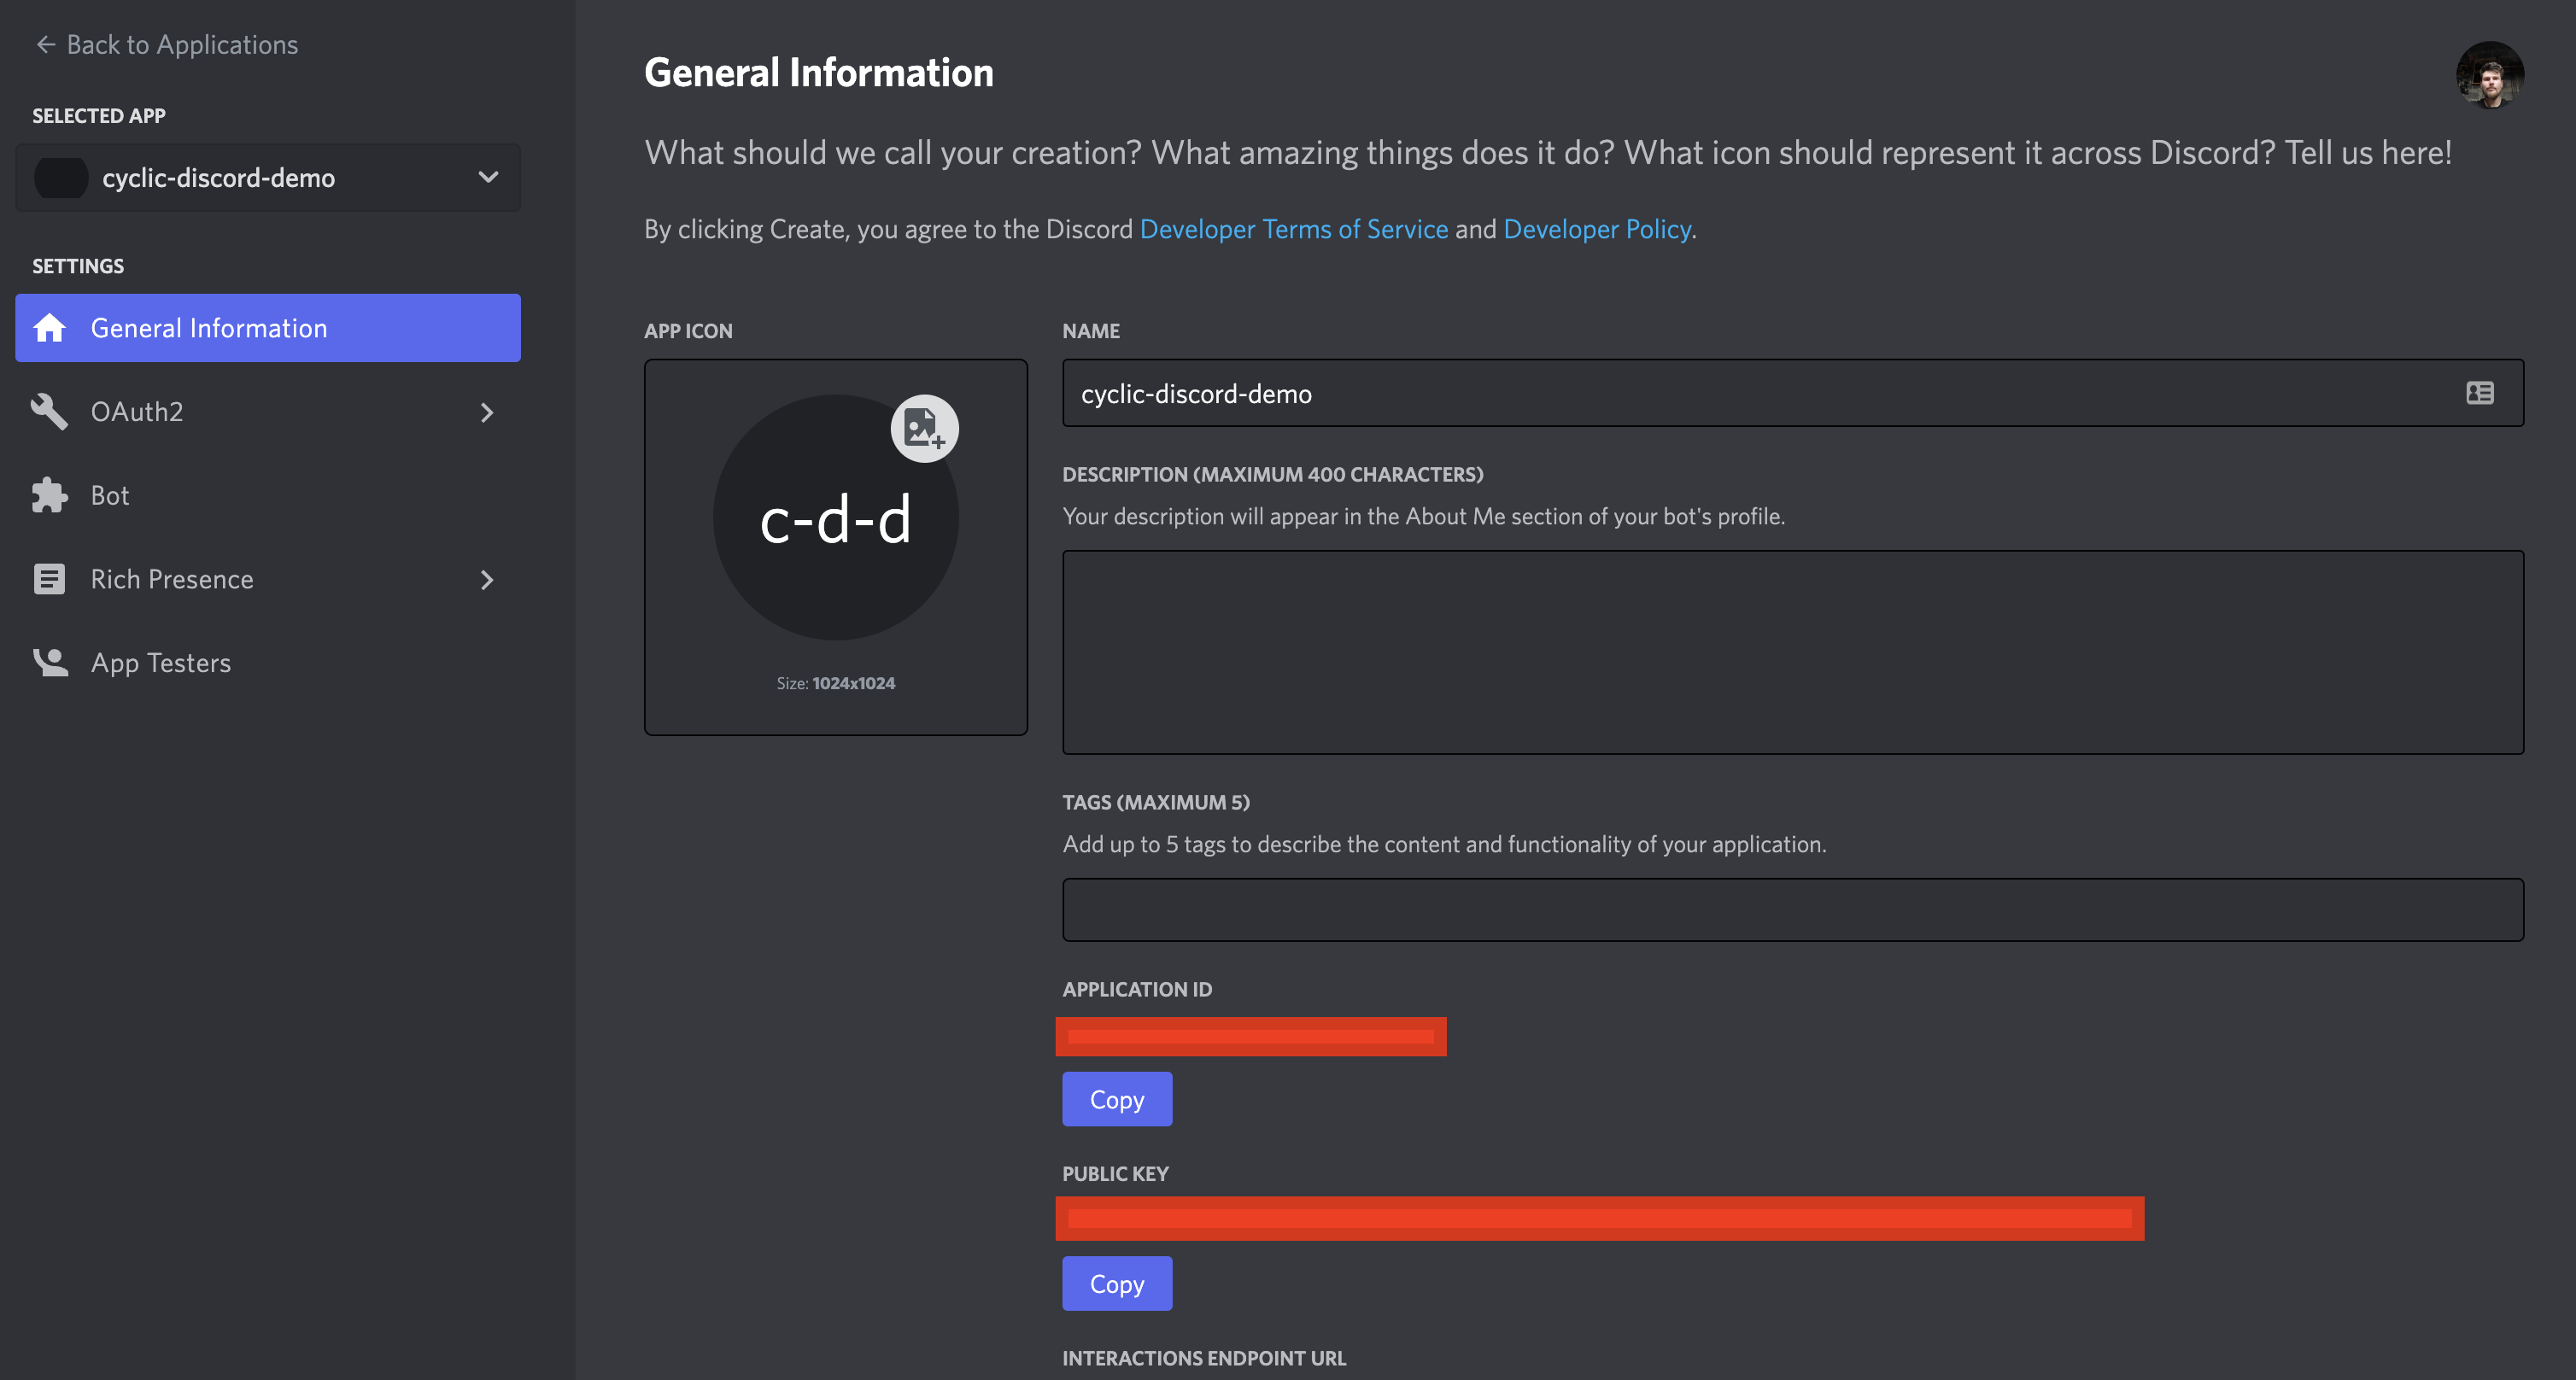 Back to Applications
SELECTED APP
cyclic-discord-demo
SETTINGS
General Information
OAuth2
Bot
Rich Presence
App Testers
General Information
What should we call your creation? What amazing things does it do? What icon should represent it across Discord? Tell us here!
By clicking Create, you agree to the Discord Developer Terms of Service and Developer Policy.
APP ICON
c-d-d
Size: 1024x1024
NAME
cyclic-discord-demo
DESCRIPTION (MAXIMUM 400 CHARACTERS)
Your description will appear in the About Me section of your bot's profile.
TAGS (MAXIMUM 5)
Add up to 5 tags to describe the content and functionality of your application.
APPLICATION ID
Copy
PUBLIC KEY
Copy
INTERACTIONS ENDPOINT URL